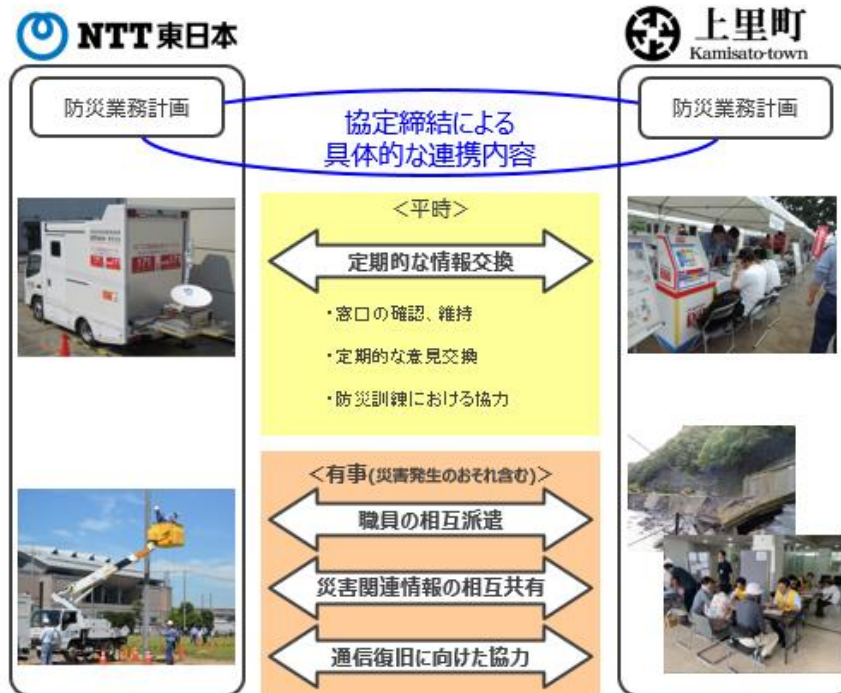 NTT東日本
上里町
Kamisato-town
防災業務計画
防災業務計画
協定締結による
具体的な連携内容
<平時>
定期的な情報交換
・窓口の確認、維持
・定期的な意見交換
・防災訓練における協力
<有事(災害発生のおそれ含む)>
職員の相互派遣
災害関連情報の相互共有
通信復旧に向けた協力